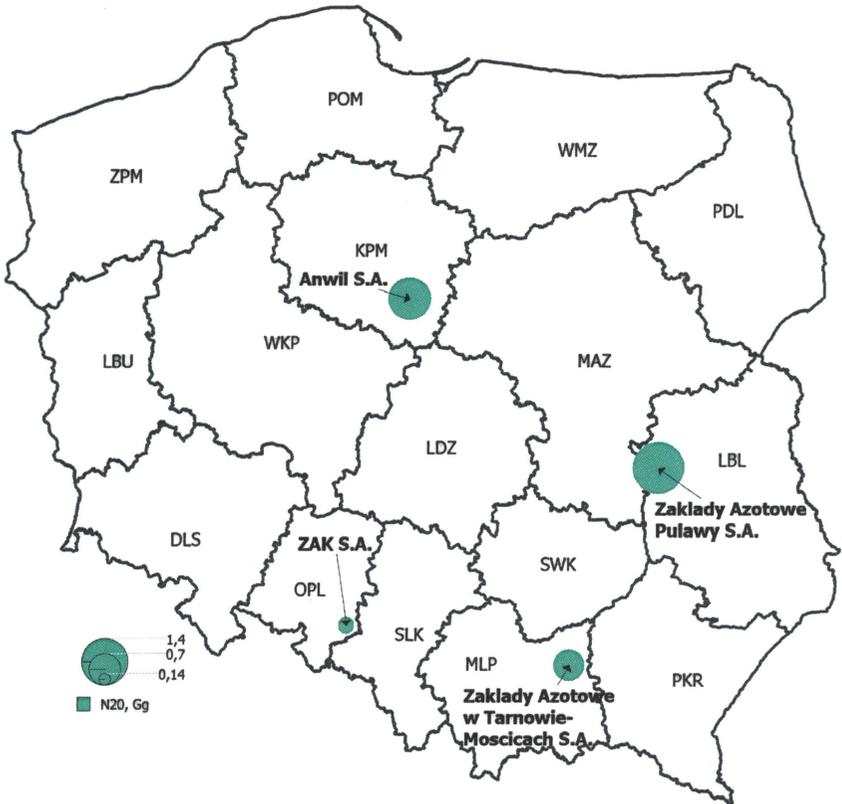 POM
WMZ
ZPM
PDL
KPM
Anwil S.A.
WKP
MAZ
LBU
LDZ
LBL
Zaklady Azotowe
Pulawy S.A.
DLS
ZAK S.A.
SWK
OPL
SLK
MLP
PKR
1,4
0,7
0,14
N20, Gg
Zaklady Azotowe
w Tarnowie-
Moscicach S.A.